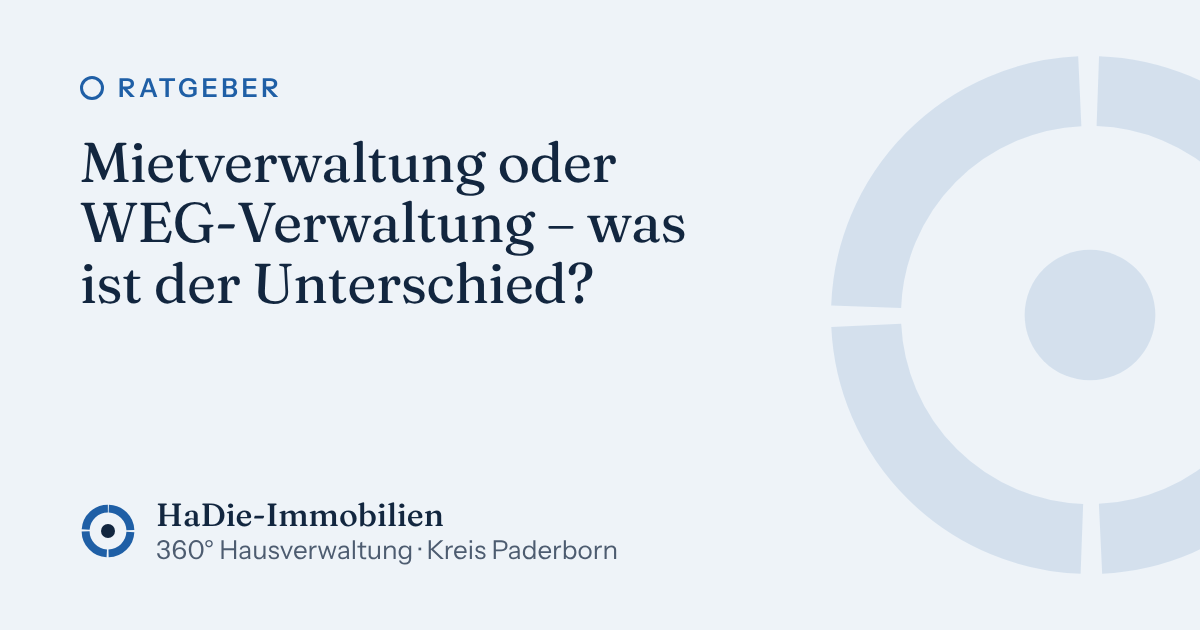 RATGEBER
Mietverwaltung oder
WEG-Verwaltung – was
ist der Unterschied?
HaDie-Immobilien
360° Hausverwaltung · Kreis Paderborn